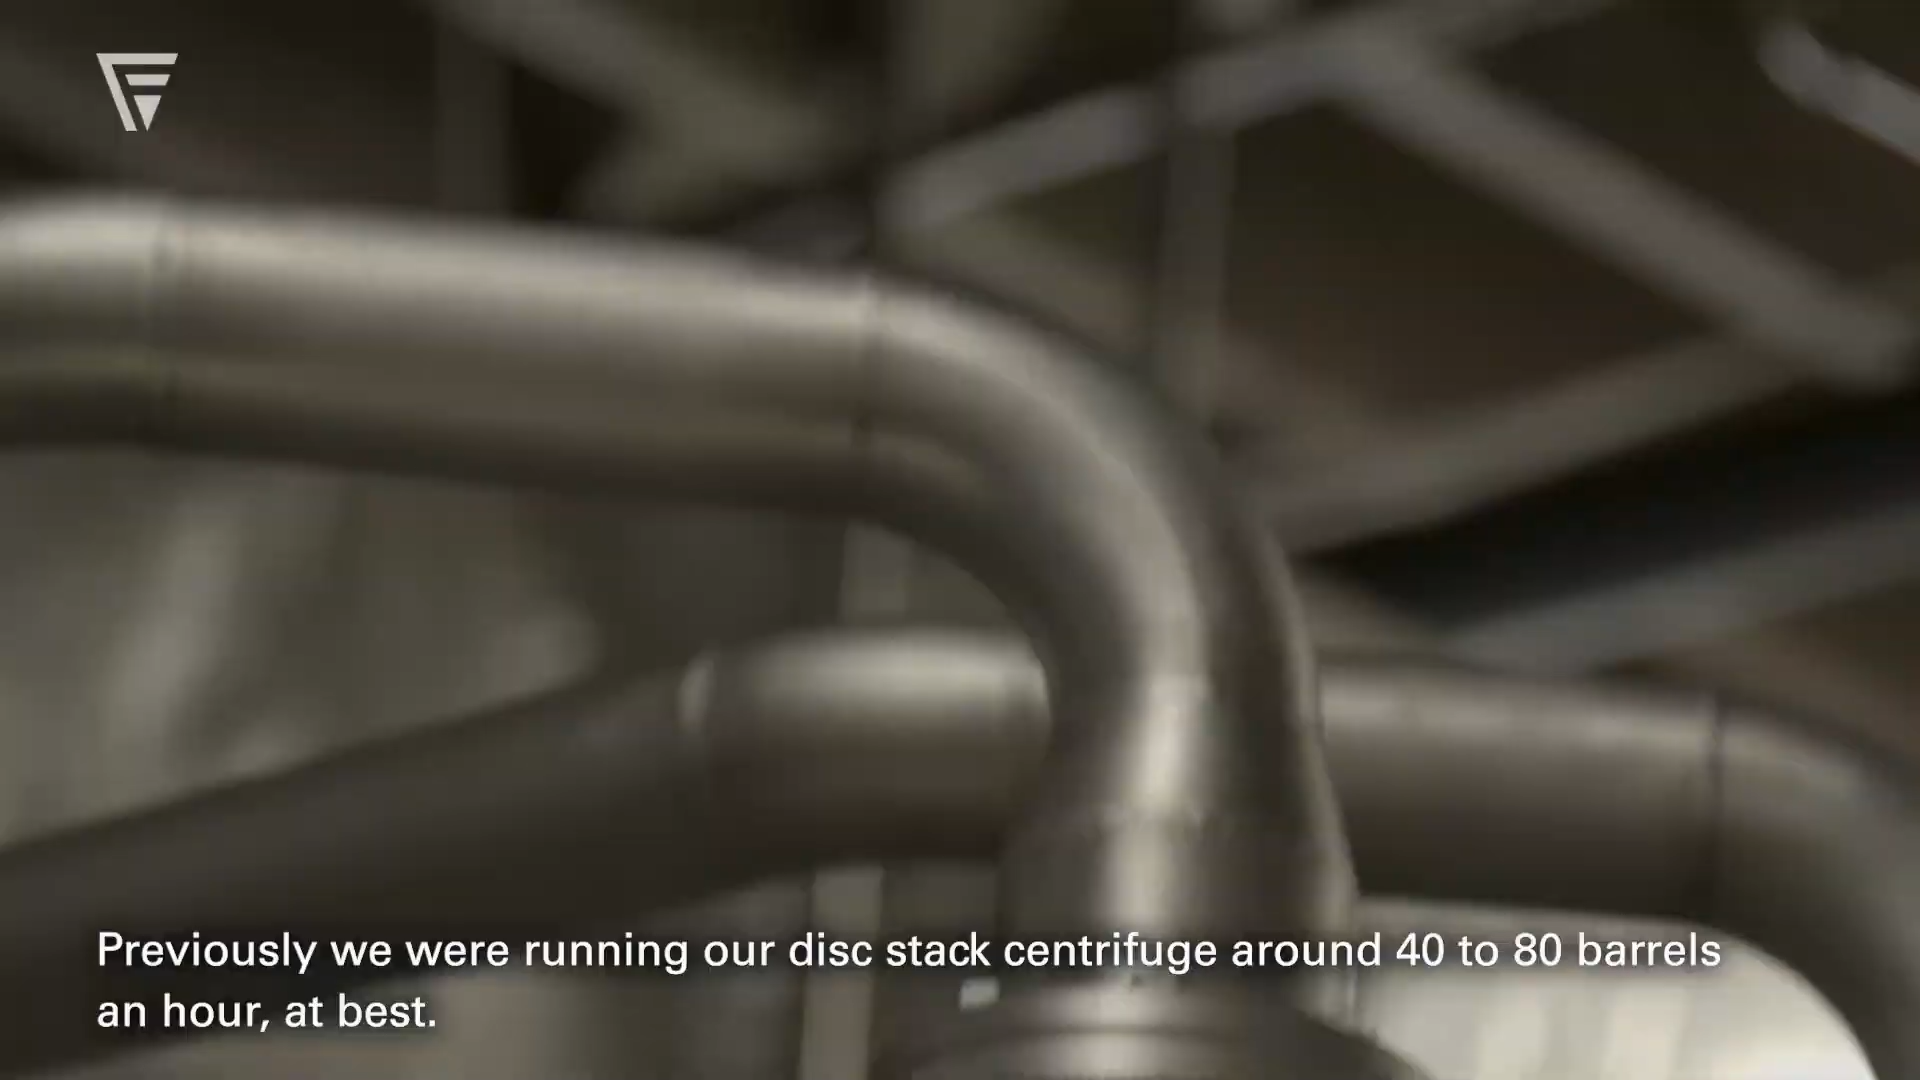 Previously we were running our disc stack centrifuge around 40 to 80 barrels
an hour, at best.